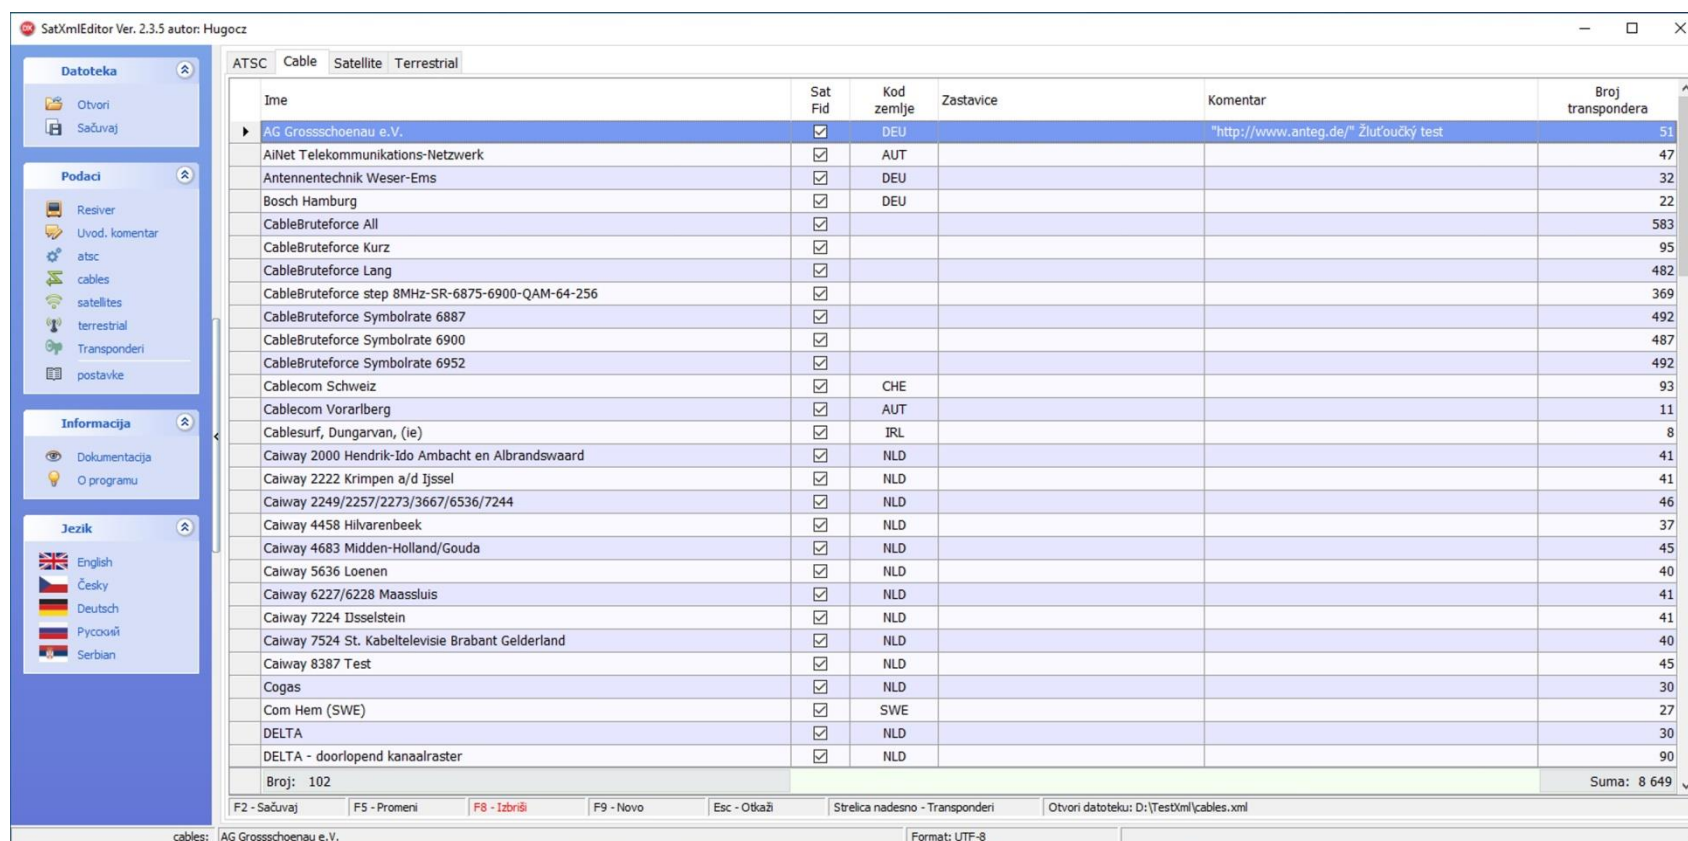 SatXmlEditor Ver. 2.3.5 autor: Hugocz
Datoteka
Otvori
Sačuvaj
Podaci
Resiver
Uvod. komentar
atsc
cables
satellites
terrestrial
Transponderi
postavke
Informacija
Dokumentacija
O programu
Jezik
English
Česky
Deutsch
Русский
Serbian
ATSC Cable Satellite Terrestrial
Ime Sat Fid Kod zemlje Zastavice Komentar Broj transpondera
AG Grossschoenau e.V. DEU "http://www.anteg.de/" Žluťoučký test 51
AiNet Telekommunikations-Netzwerk AUT 47
Antennentechnik Weser-Ems DEU 32
Bosch Hamburg DEU 22
CableBruteforce All 583
CableBruteforce Kurz 95
CableBruteforce Lang 482
CableBruteforce step 8MHz-SR-6875-6900-QAM-64-256 369
CableBruteforce Symbolrate 6887 492
CableBruteforce Symbolrate 6900 487
CableBruteforce Symbolrate 6952 492
Cablecom Schweiz CHE 93
Cablecom Vorarlberg AUT 11
Cablesurf, Dungarvan, (ie) IRL 8
Caiway 2000 Hendrik-Ido Ambacht en Albrandswaard NLD 41
Caiway 2222 Krimpen a/d Ijssel NLD 41
Caiway 2249/2257/2273/3667/6536/7244 NLD 46
Caiway 4458 Hilvarenbeek NLD 37
Caiway 4683 Midden-Holland/Gouda NLD 45
Caiway 5636 Loenen NLD 40
Caiway 6227/6228 Maassluis NLD 41
Caiway 7224 IJsselstein NLD 41
Caiway 7524 St. Kabeltelevisie Brabant Gelderland NLD 40
Caiway 8387 Test NLD 45
Cogas NLD 30
Com Hem (SWE) SWE 27
DELTA NLD 30
DELTA - doorlopend kanaalraster NLD 90
Broj: 102 Suma: 8 649
F2 - Sačuvaj F5 - Promeni F8 - Izbriši F9 - Novo Esc - Otkaži Strelica nadesno - Transponderi Otvori datoteku: D:\TestXml\cables.xml
cables: AG Grossschoenau e.V. Format: UTF-8